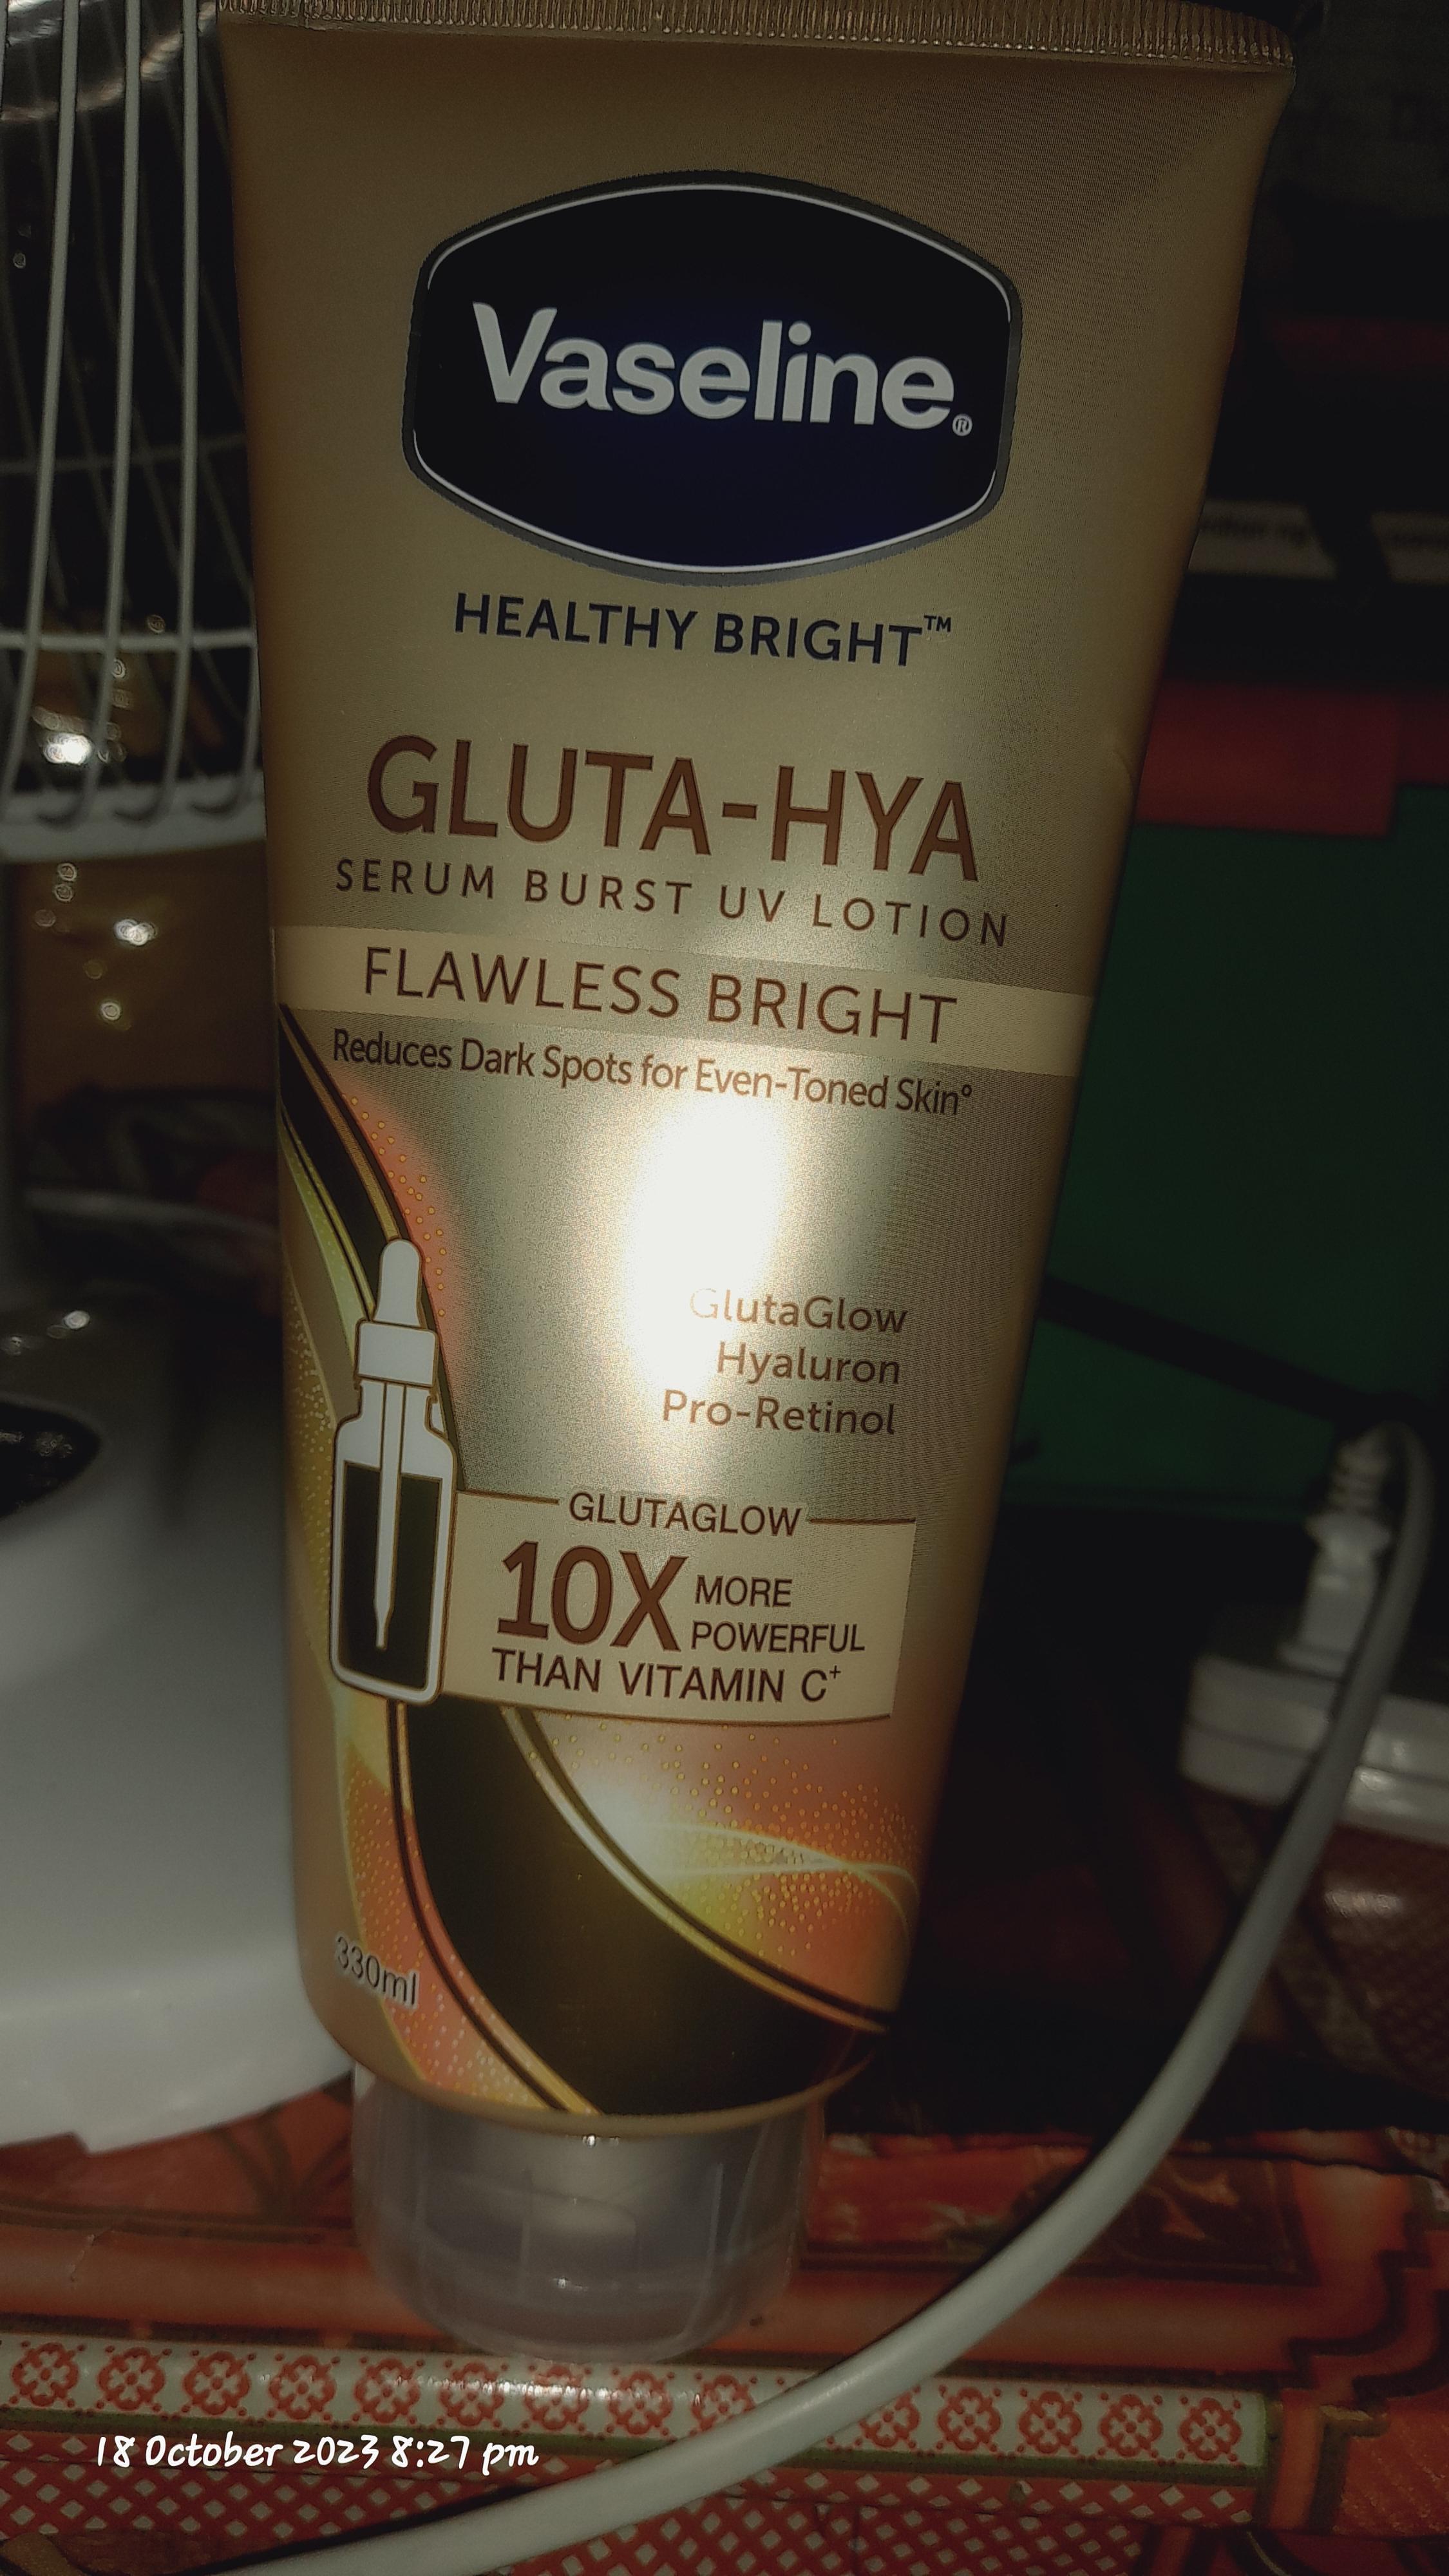 Vaseline®
HEALTHY BRIGHT™
GLUTA-HYA
SERUM BURST UV LOTION
FLAWLESS BRIGHT
Reduces Dark Spots for Even-Toned Skin°
GlutaGlow
Hyaluron
Pro-Retinol
GLUTAGLOW
10X MORE
POWERFUL
THAN VITAMIN C⁺
330ml
18 October 2023 8:27 pm